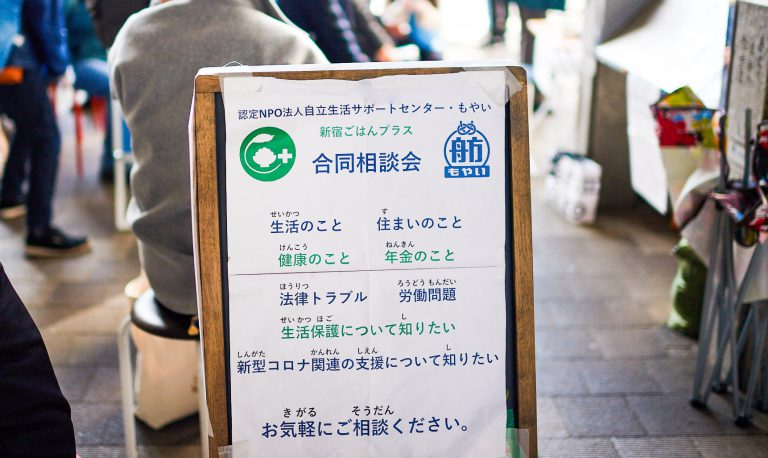 認定NPO法人自立生活サポートセンター・もやい
新宿ごはんプラス
合同相談会
舫
もやい
せいかつ す
生活のこと 住まいのこと
けんこう ねんきん
健康のこと 年金のこと
ほうりつ ろうどう もんだい
法律トラブル 労働問題
せいかつ ほご し
生活保護について知りたい
しんがた かんれん しえん し
新型コロナ関連の支援について知りたい
きがる そうだん
お気軽にご相談ください。